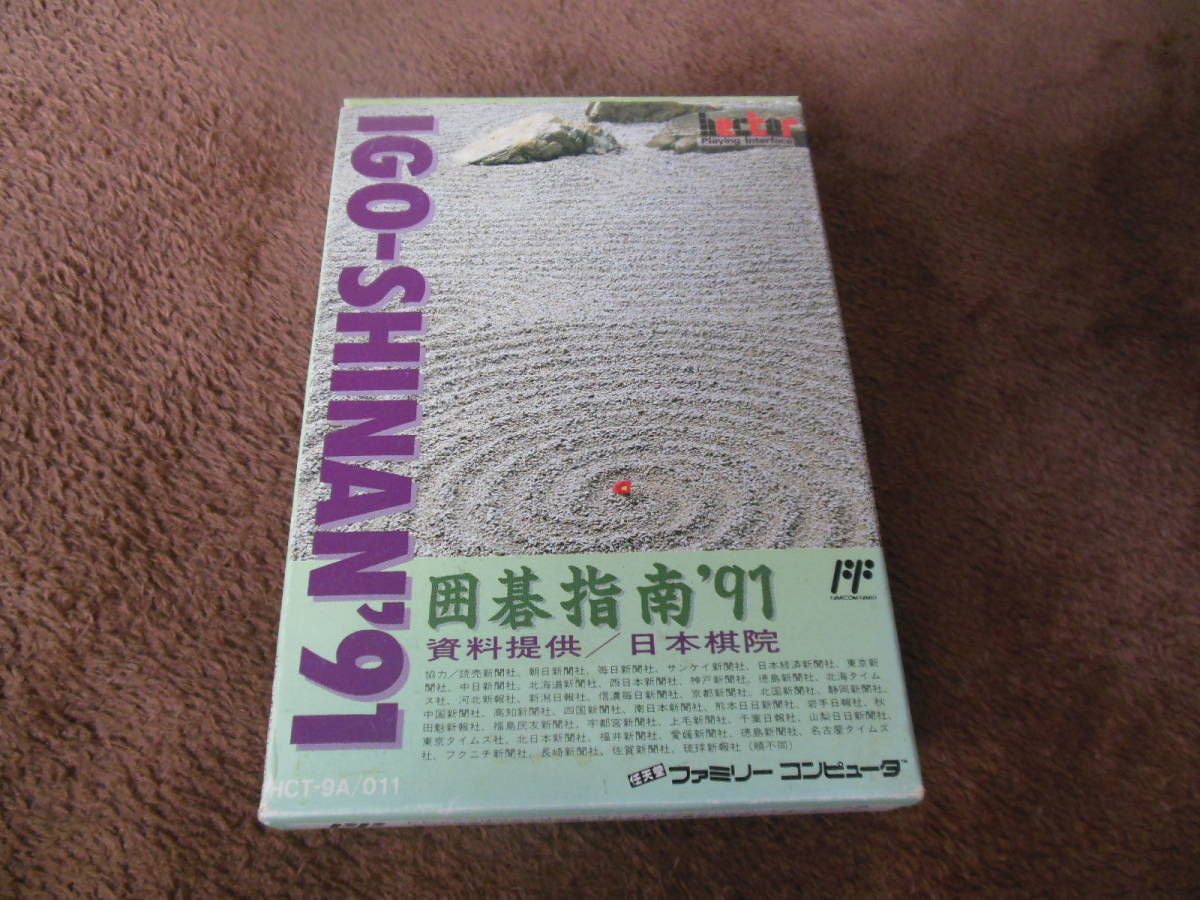 hector
Playing Interface
IGO-SHINAN'91
囲碁指南'91
資料提供／日本棋院
協力／読売新聞社、朝日新聞社、毎日新聞社、サンケイ新聞社、日本経済新聞社、東京新
聞社、中日新聞社、北海道新聞社、西日本新聞社、神戸新聞社、徳島新聞社、北海タイム
ス社、河北新報社、新潟日報社、信濃毎日新聞社、京都新聞社、北国新聞社、静岡新聞社、
中国新聞社、高知新聞社、四国新聞社、南日本新聞社、熊本日日新聞社、岩手日報社、秋
田魁新報社、福島民友新聞社、宇都宮新聞社、上毛新聞社、千葉日報社、山梨日日新聞社、
東京タイムズ社、北日本新聞社、福井新聞社、愛媛新聞社、徳島新聞社、名古屋タイムズ
社、フクニチ新聞社、長崎新聞社、佐賀新聞社、琉球新報社（順不同）
任天堂 ファミリー コンピュータ™
HCT-9A/011